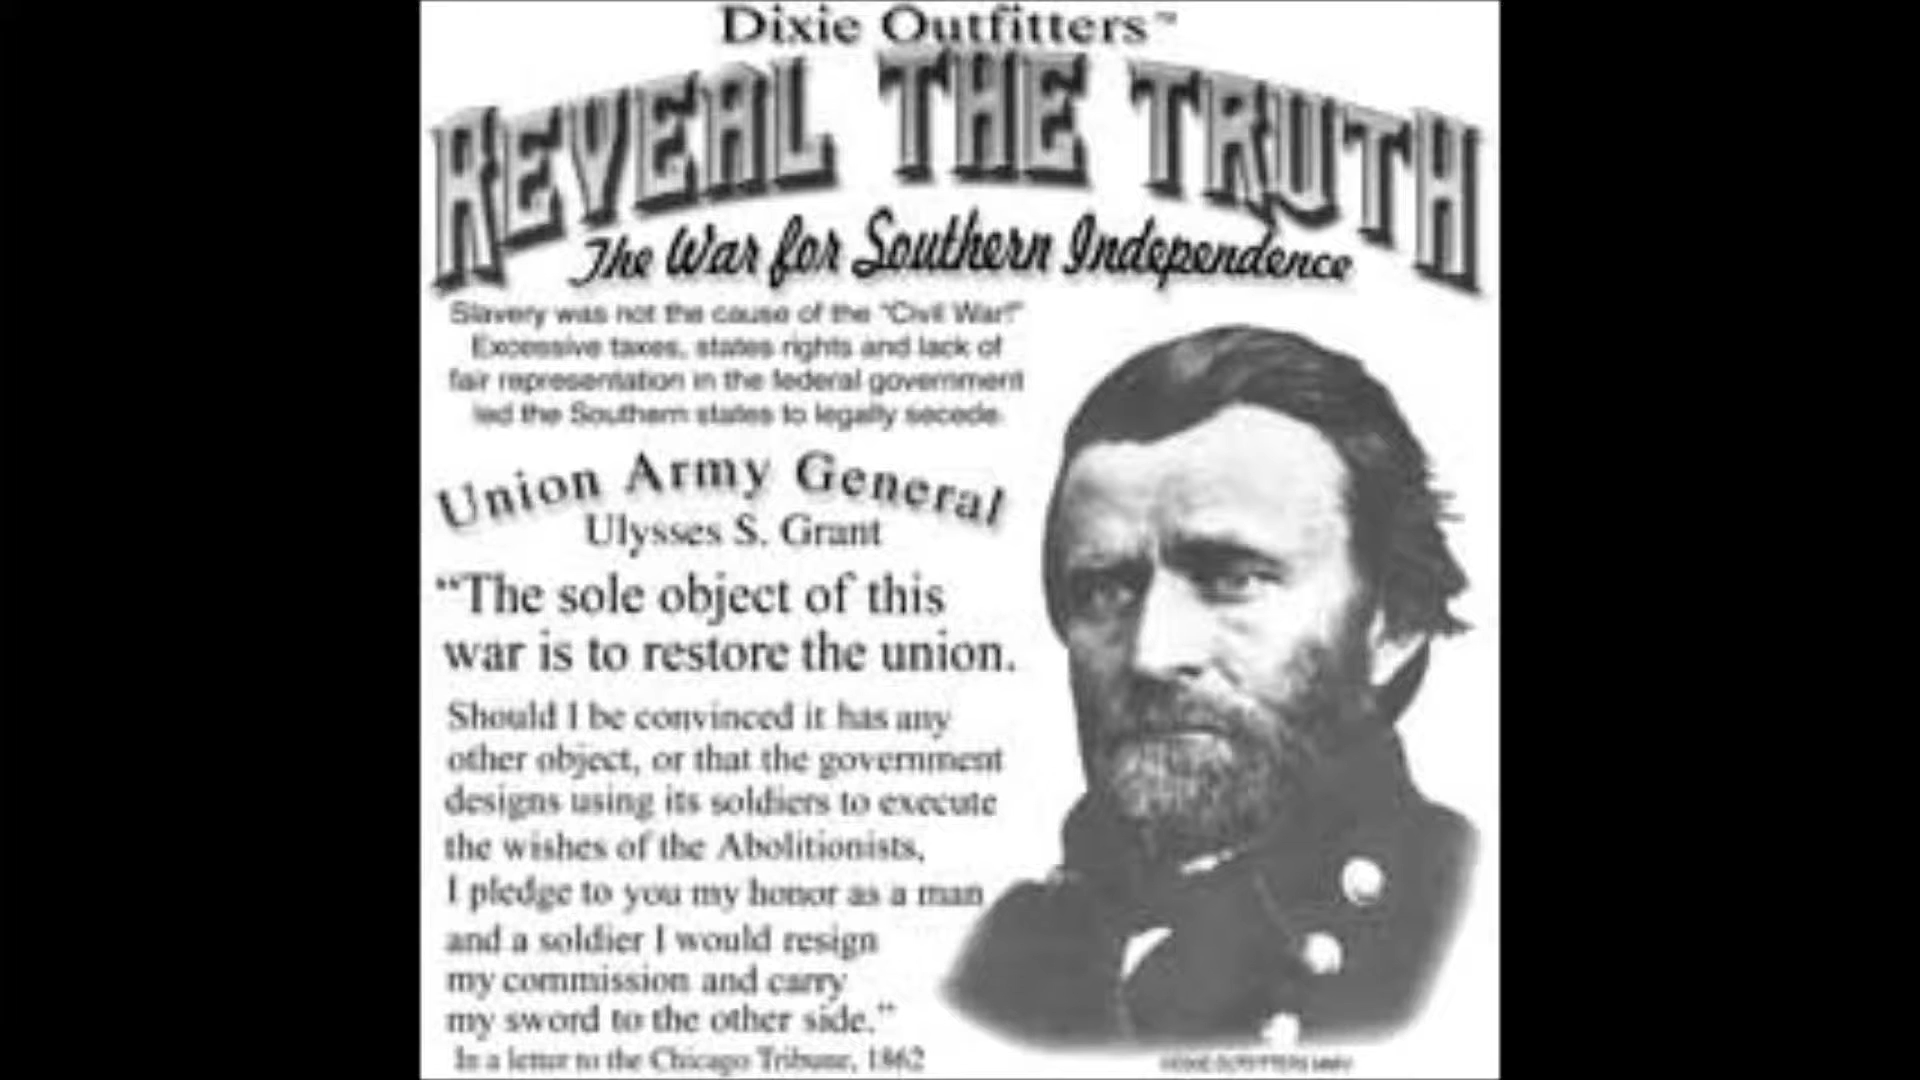 Dixie Outfitters™
REVEAL THE TRUTH
The War for Southern Independence
Slavery was not the cause of the "Civil War!"
Excessive taxes, states rights and lack of
fair representation in the federal government
led the Southern states to legally secede.
Union Army General
Ulysses S. Grant
“The sole object of this
war is to restore the union.
Should I be convinced it has any
other object, or that the government
designs using its soldiers to execute
the wishes of the Abolitionists,
I pledge to you my honor as a man
and a soldier I would resign
my commission and carry
my sword to the other side.”
In a letter to the Chicago Tribune, 1862
DIXIE OUTFITTERS